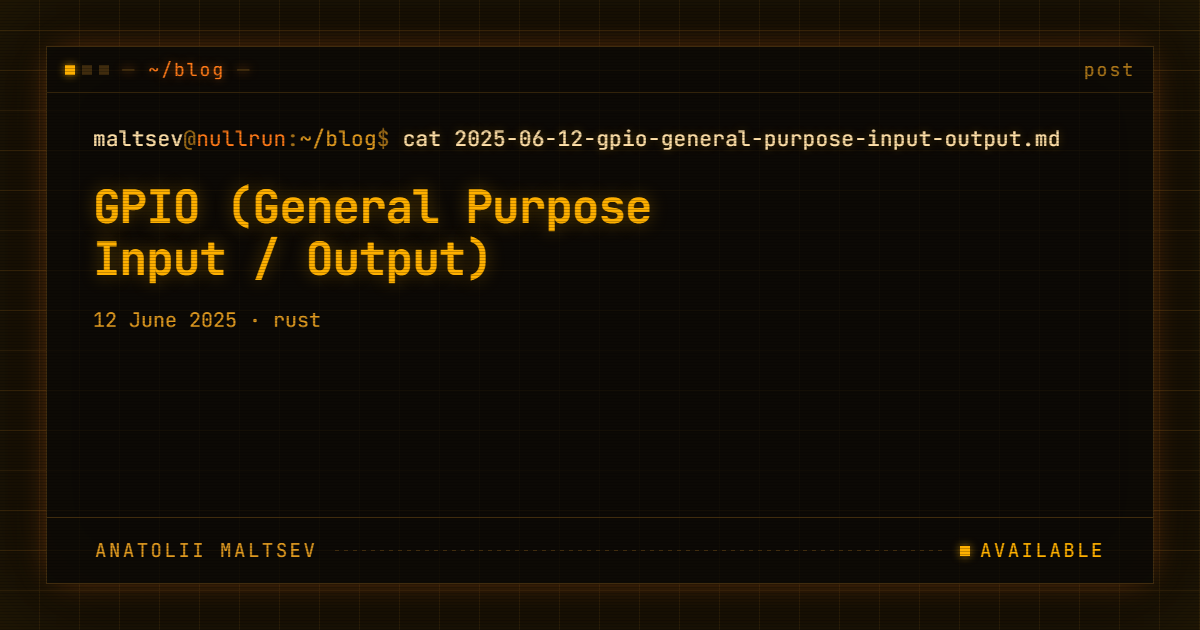 — ~/blog —
post
maltsev@nullrun:~/blog$ cat 2025-06-12-gpio-general-purpose-input-output.md
GPIO (General Purpose
Input / Output)
12 June 2025 · rust
ANATOLII MALTSEV
AVAILABLE